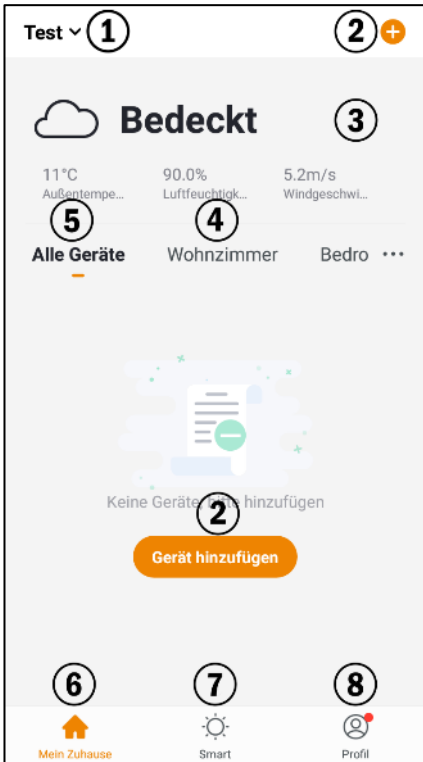 Test 1 2
Bedeckt 3
11°C 90.0% 5.2m/s
Außentempe... Luftfeuchtigk... Windgeschwi...
5 4
Alle Geräte Wohnzimmer Bedro ...
Keine Geräte, bitte hinzufügen
2
Gerät hinzufügen
6 7 8
Mein Zuhause Smart Profil